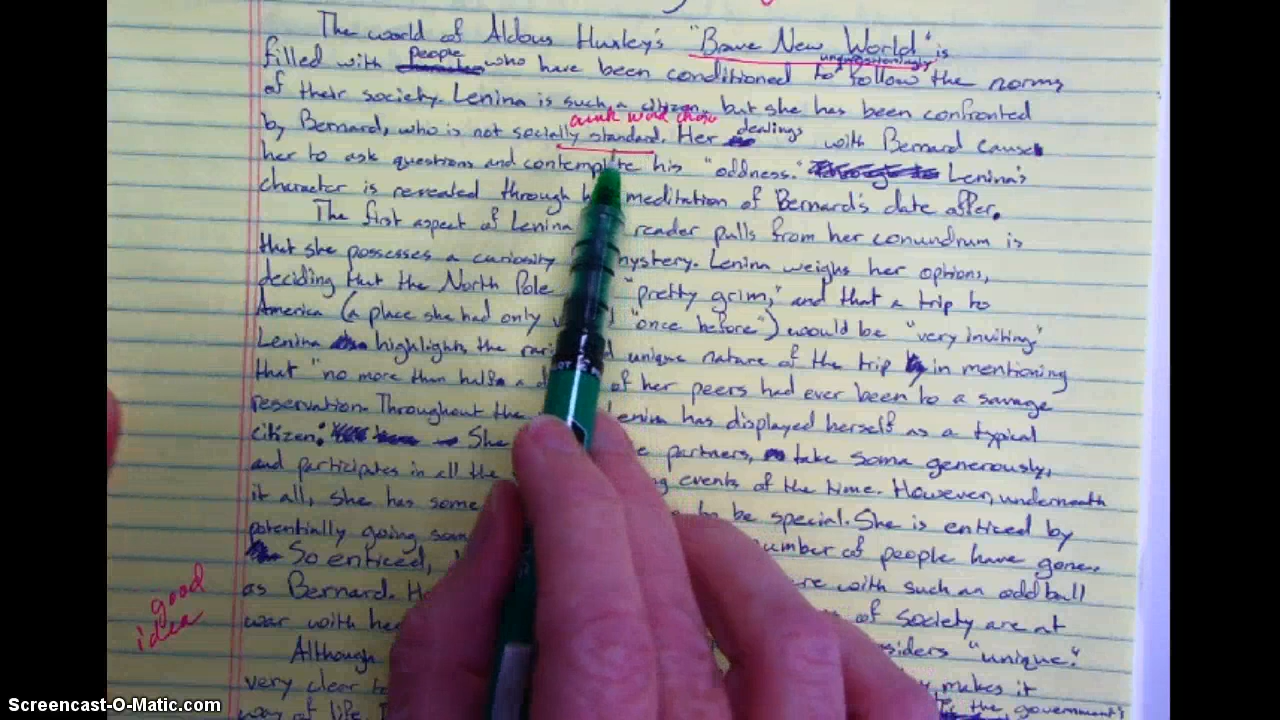 The world of Aldous Huxley's "Brave New World" is
unquestioningly
filled with people who have been conditioned to follow the norms
of their society. Lenina is such a citizen, but she has been confronted
awk word choice
by Bernard, who is not socially standard. Her dealings with Bernard cause
her to ask questions and contemplate his "oddness." Lenina's
character is revealed through meditation of Bernard's date offer.
The first aspect of Lenina reader pulls from her conundrum is
that she possesses a curiosity mystery. Lenina weighs her options,
deciding that the North Pole "pretty grim," and that a trip to
America (a place she had only "once before") would be "very inviting"
Lenina highlights the unique nature of the trip in mentioning
that "no more than half a of her peers had ever been to a savage
reservation. Throughout the Lenina has displayed herself as a typical
citizen. She partners, take soma generously,
and participates in all the events of the time. However, underneath
it all, she has some to be special. She is enticed by
potentially going number of people have gone.
So enticed, with such an oddball
as Bernard. of society are at
good
idea
war with her
Although "unique."
very clear makes it
way of life the government's
Screencast-O-Matic.com